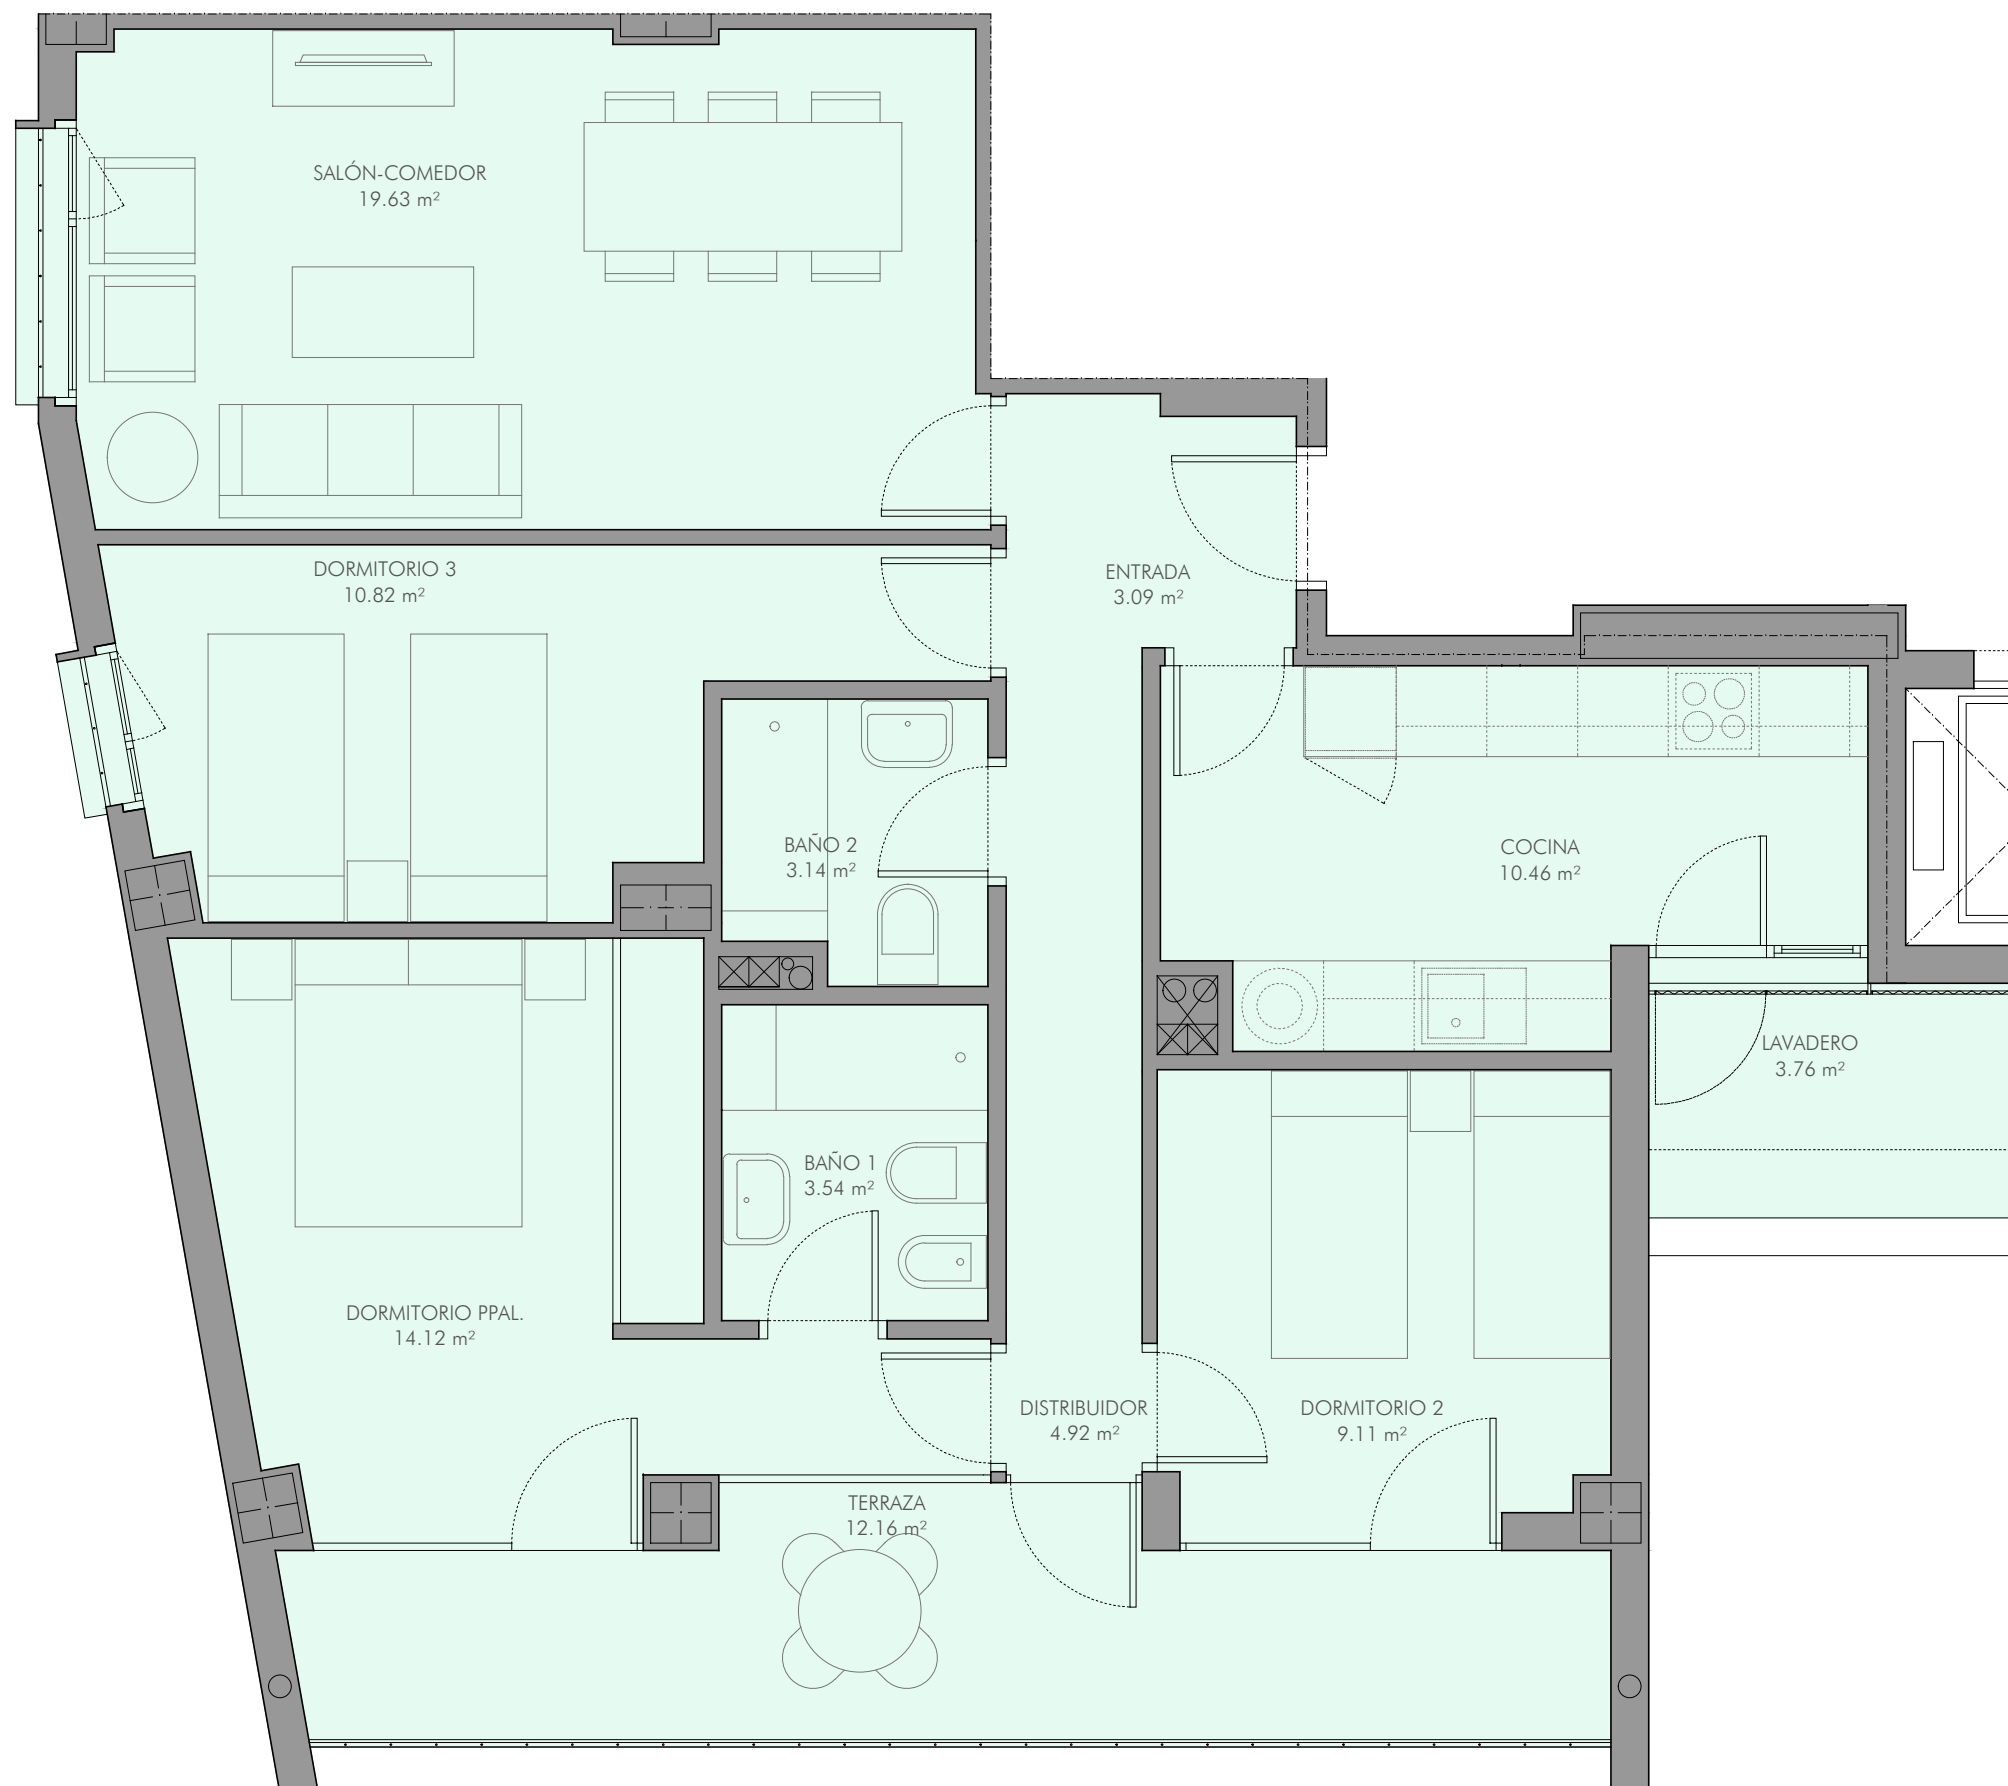 SALÓN-COMEDOR
19.63 m²
DORMITORIO 3
10.82 m²
ENTRADA
3.09 m²
BAÑO 2
3.14 m²
COCINA
10.46 m²
LAVADERO
3.76 m²
BAÑO 1
3.54 m²
DORMITORIO PPAL.
14.12 m²
DISTRIBUIDOR
4.92 m²
DORMITORIO 2
9.11 m²
TERRAZA
12.16 m²